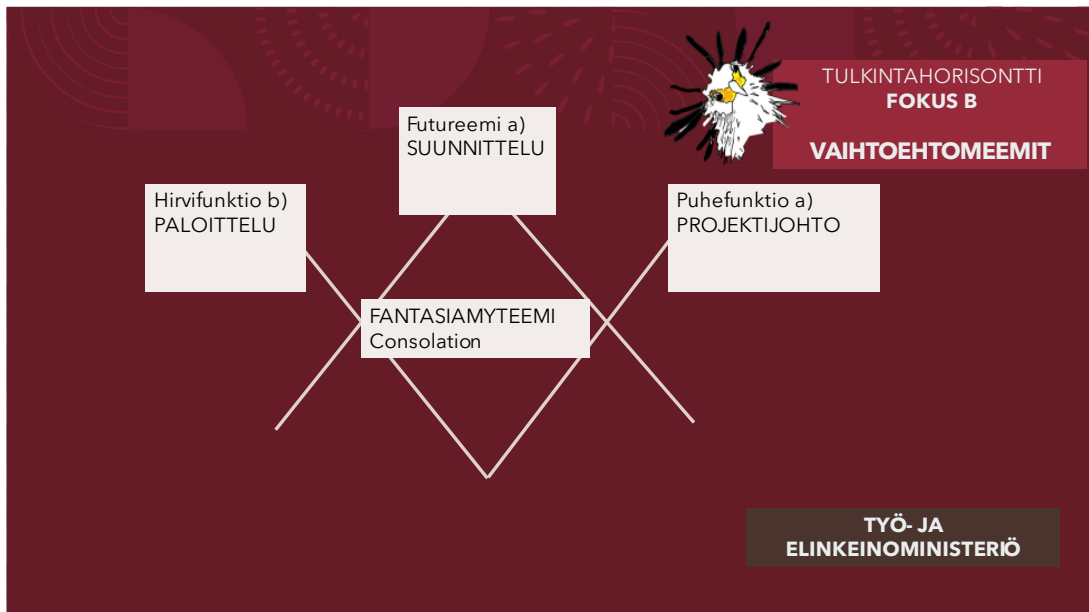 TULKINTAHORISONTTI
FOKUS B
VAIHTOEHTOMEEMIT
Futureemi a)
SUUNNITTELU
Hirvifunktio b)
PALOITTELU
Puhefunktio a)
PROJEKTIJOHTO
FANTASIAMYTEEMI
Consolation
TYÖ- JA
ELINKEINOMINISTERIÖ